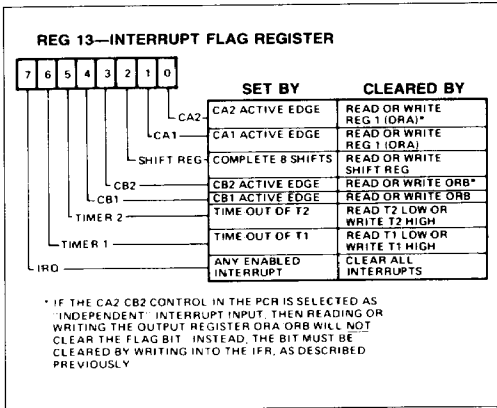 REG 13—INTERRUPT FLAG REGISTER
7 6 5 4 3 2 1 0
SET BY CLEARED BY
CA2 CA2 ACTIVE EDGE READ OR WRITE
REG 1 (ORA)*
CA1 CA1 ACTIVE EDGE READ OR WRITE
REG 1 (ORA)
SHIFT REG COMPLETE 8 SHIFTS READ OR WRITE
SHIFT REG
CB2 CB2 ACTIVE EDGE READ OR WRITE ORB*
CB1 CB1 ACTIVE EDGE READ OR WRITE ORB
TIMER 2 TIME OUT OF T2 READ T2 LOW OR
WRITE T2 HIGH
TIMER 1 TIME OUT OF T1 READ T1 LOW OR
WRITE T1 HIGH
IRQ ANY ENABLED CLEAR ALL
INTERRUPT INTERRUPTS
* IF THE CA2 CB2 CONTROL IN THE PCR IS SELECTED AS
"INDEPENDENT" INTERRUPT INPUT, THEN READING OR
WRITING THE OUTPUT REGISTER ORA ORB WILL NOT
CLEAR THE FLAG BIT. INSTEAD, THE BIT MUST BE
CLEARED BY WRITING INTO THE IFR, AS DESCRIBED
PREVIOUSLY